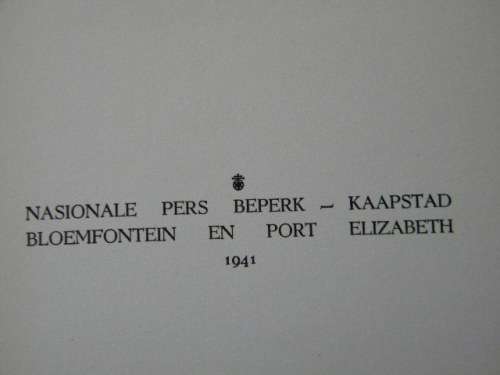 NASIONALE PERS BEPERK — KAAPSTAD
BLOEMFONTEIN EN PORT ELIZABETH
1941